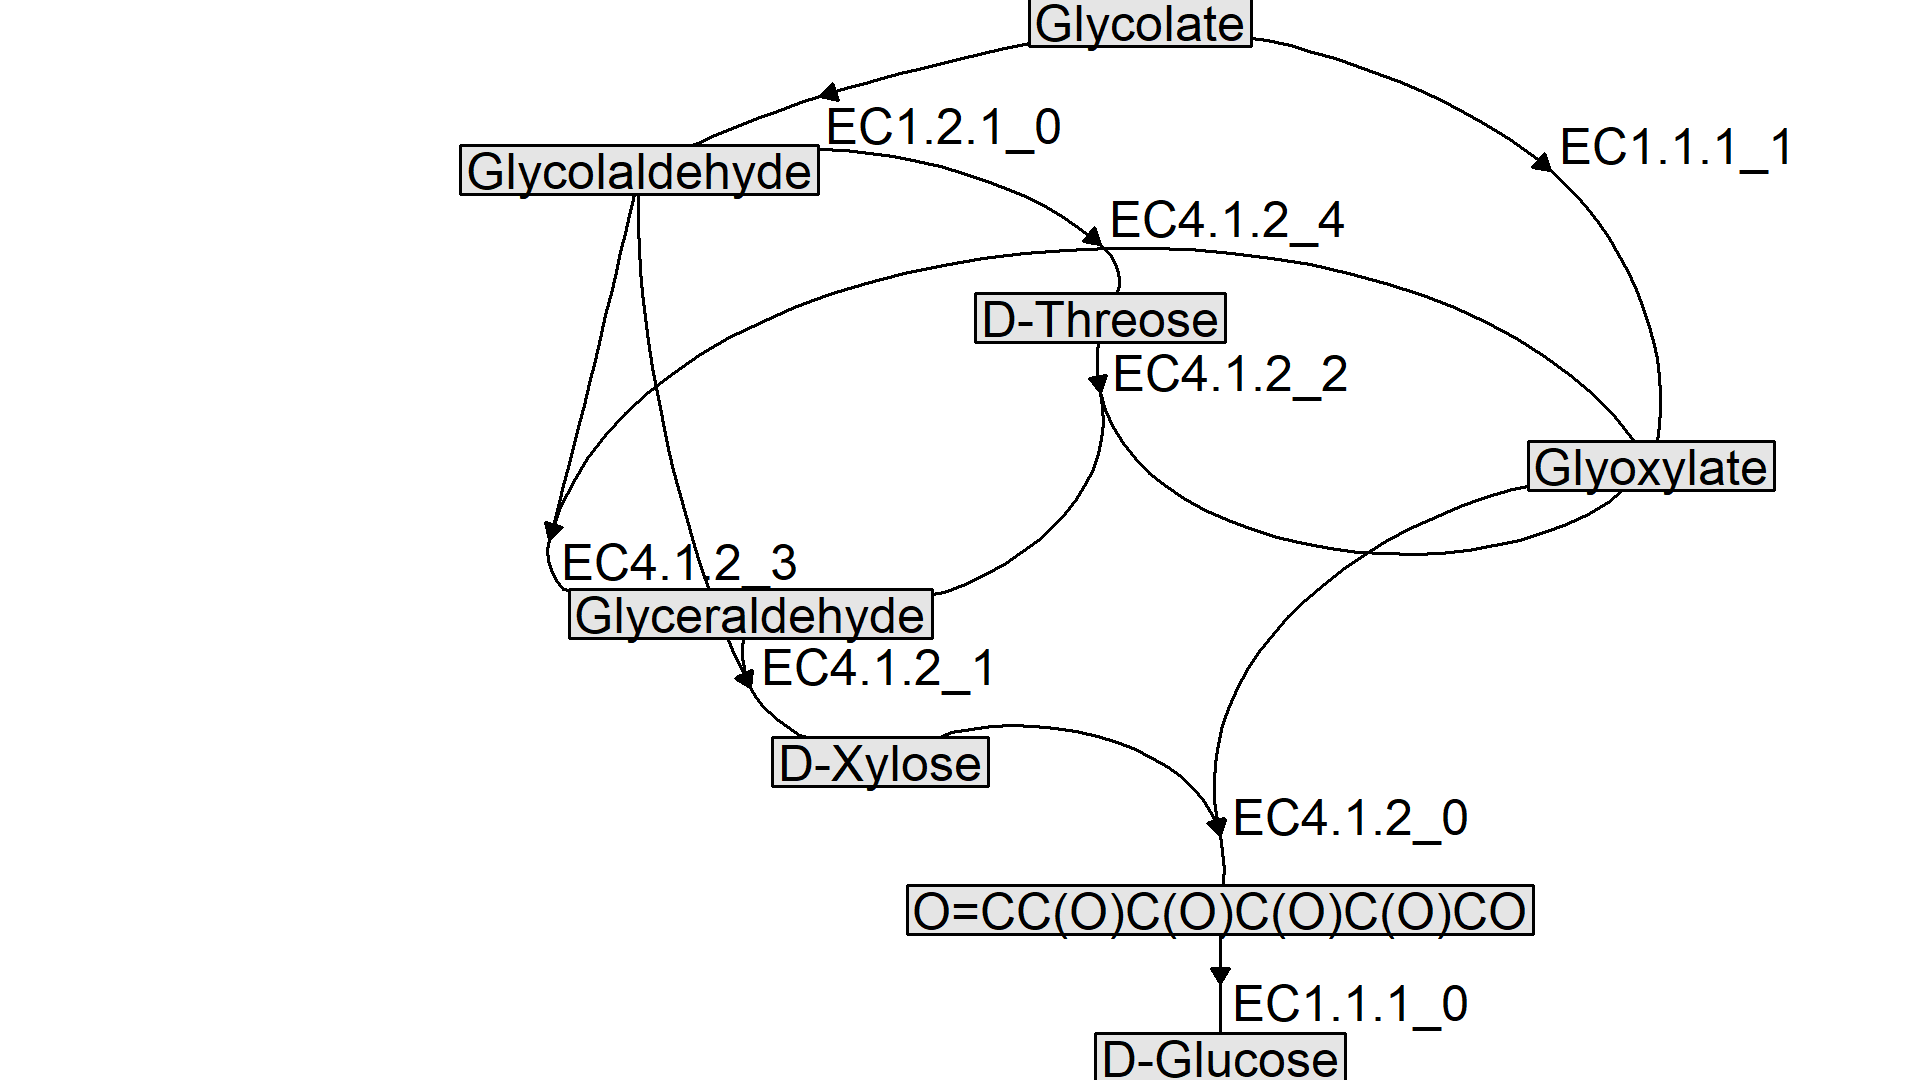 Glycolate
EC1.2.1_0
EC1.1.1_1
Glycolaldehyde
EC4.1.2_4
D-Threose
EC4.1.2_2
Glyoxylate
EC4.1.2_3
Glyceraldehyde
EC4.1.2_1
D-Xylose
EC4.1.2_0
O=CC(O)C(O)C(O)C(O)CO
EC1.1.1_0
D-Glucose